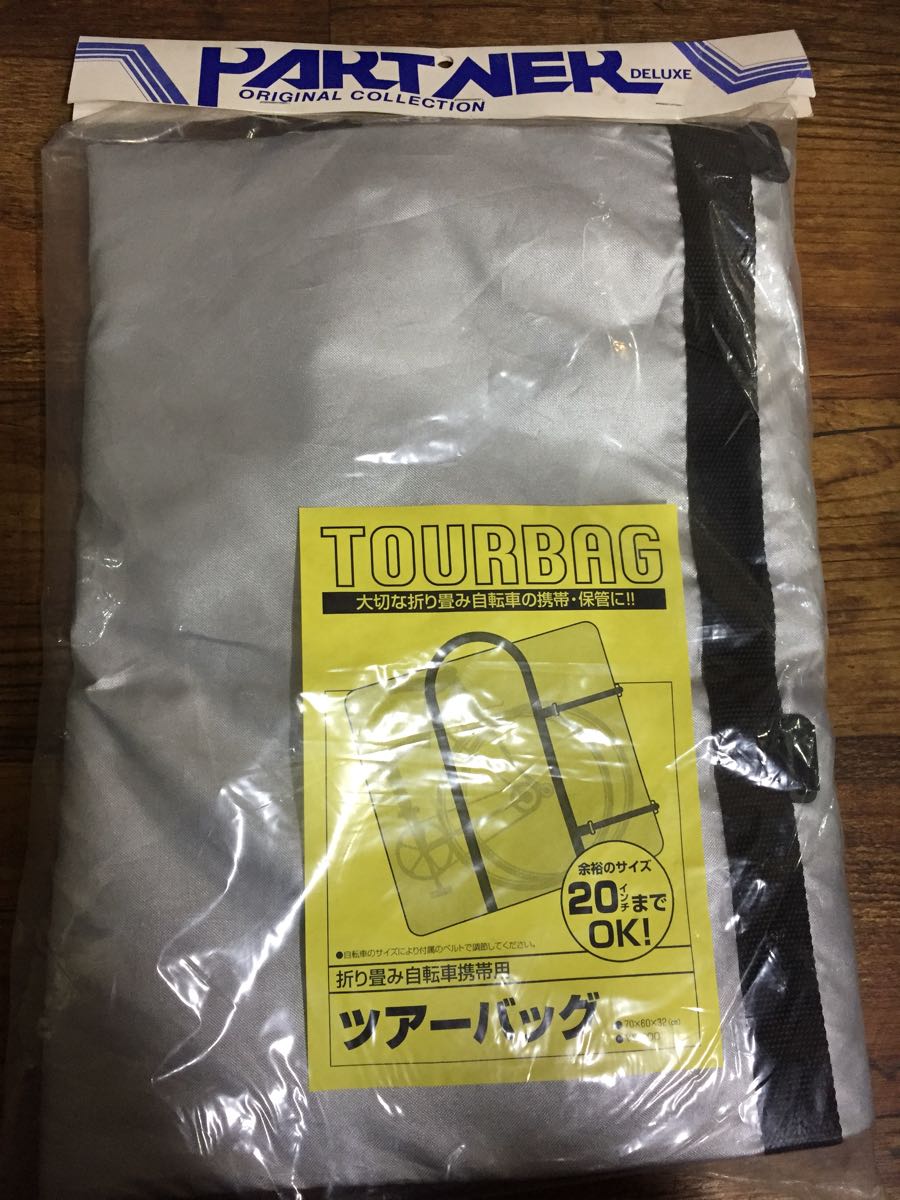 PARTNER DELUXE
ORIGINAL COLLECTION
TOURBAG
大切な折り畳み自転車の携帯・保管に!!
余裕のサイズ
20インチまで
OK!
●自転車のサイズにより付属のベルトで調節してください。
折り畳み自転車携帯用
ツアーバッグ
●70×60×32(cm)